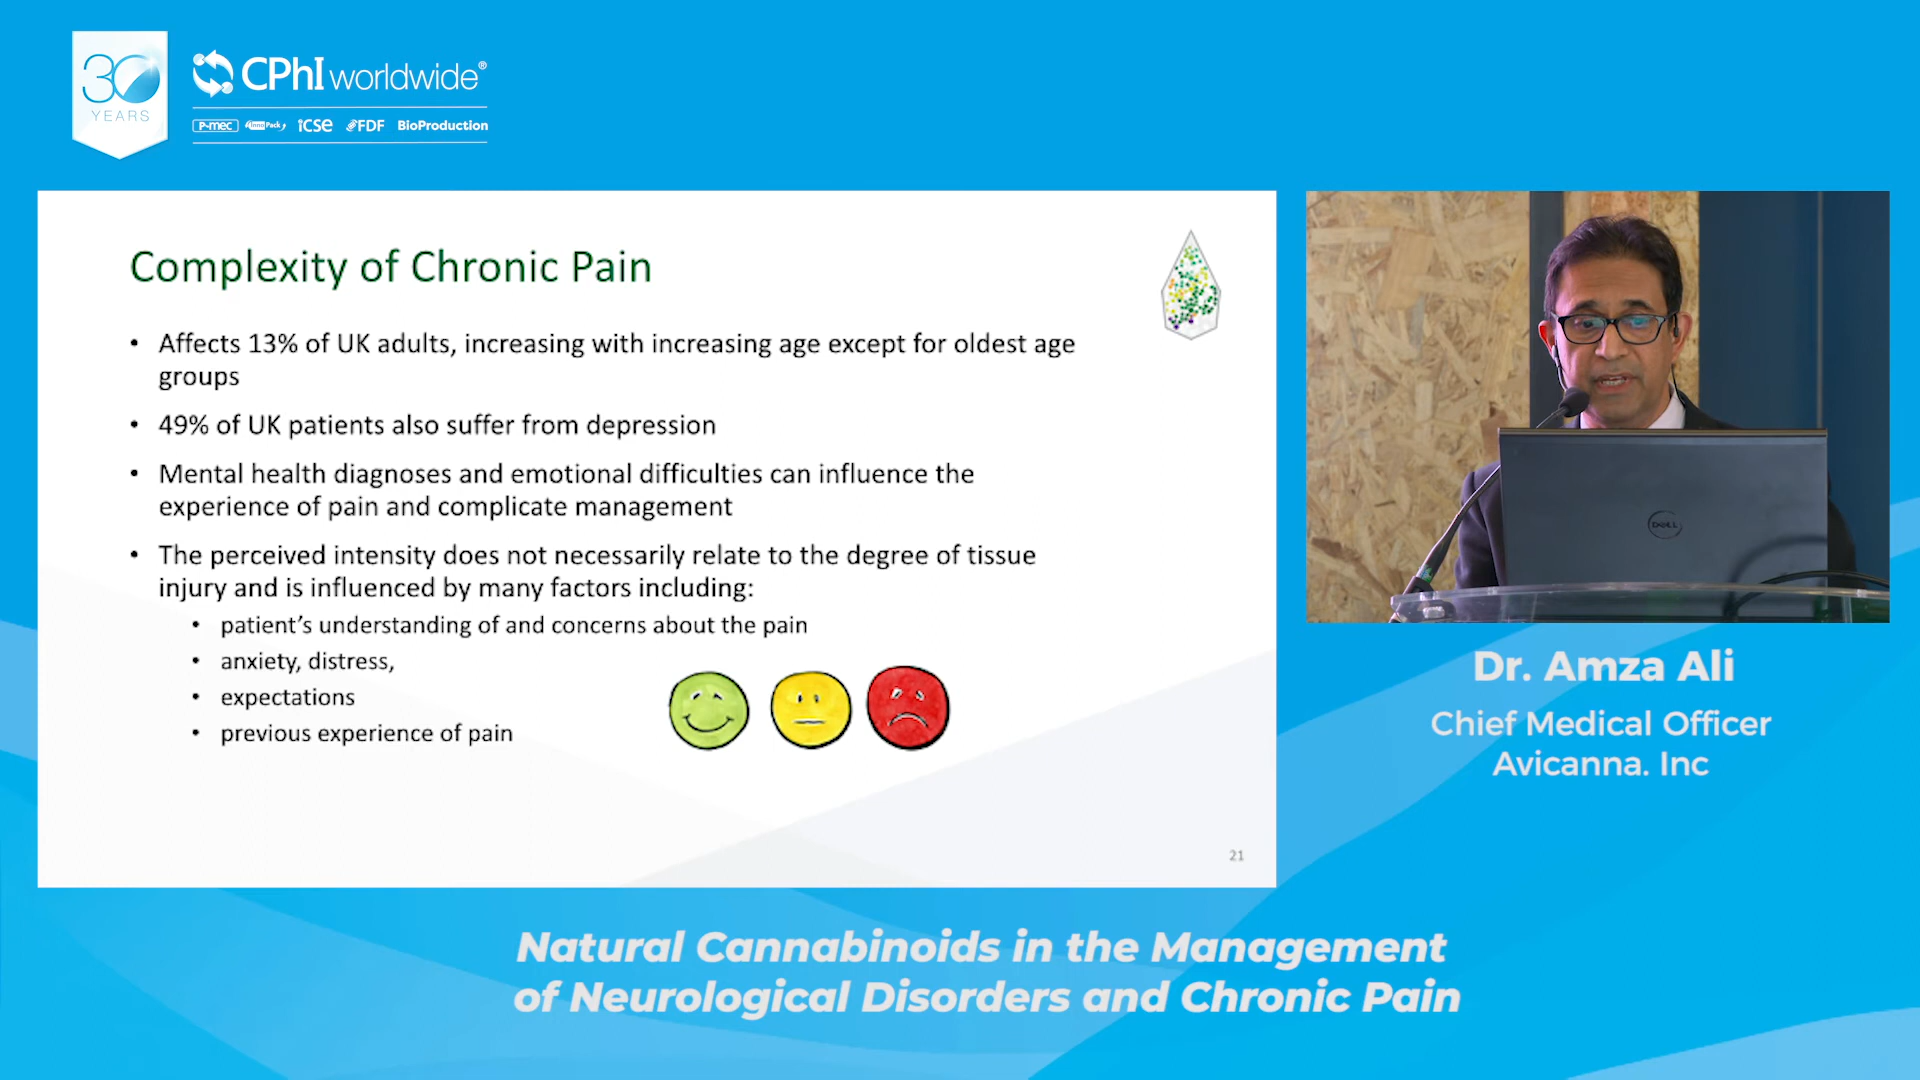 30
YEARS
CPhI worldwide®
P-mec InnoPack iCSE FDF BioProduction
Complexity of Chronic Pain
• Affects 13% of UK adults, increasing with increasing age except for oldest age
groups
• 49% of UK patients also suffer from depression
• Mental health diagnoses and emotional difficulties can influence the
experience of pain and complicate management
• The perceived intensity does not necessarily relate to the degree of tissue
injury and is influenced by many factors including:
• patient’s understanding of and concerns about the pain
• anxiety, distress,
• expectations
• previous experience of pain
21
DELL
Dr. Amza Ali
Chief Medical Officer
Avicanna. Inc
Natural Cannabinoids in the Management
of Neurological Disorders and Chronic Pain